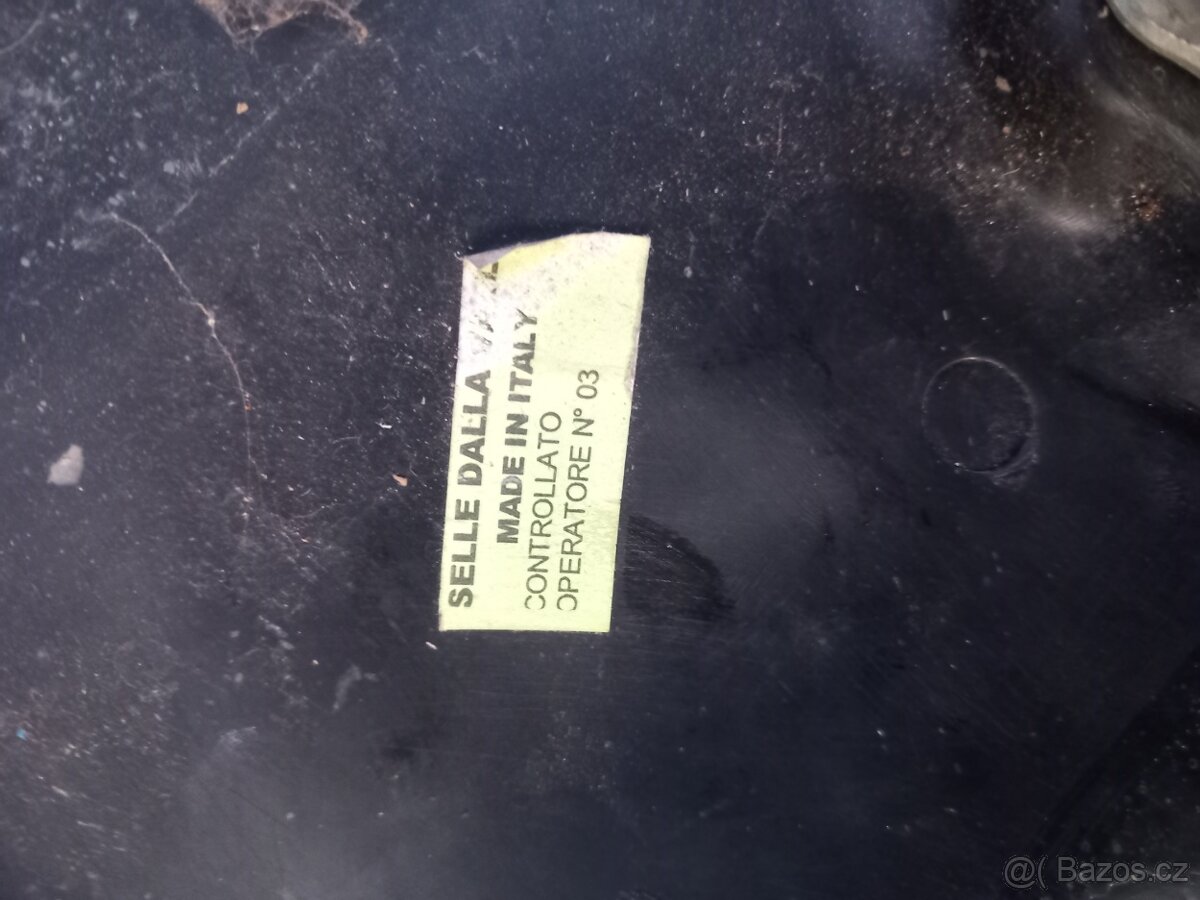 SELLE DALLA
MADE IN ITALY
CONTROLLATO
OPERATORE N° 03
@( Bazos.cz